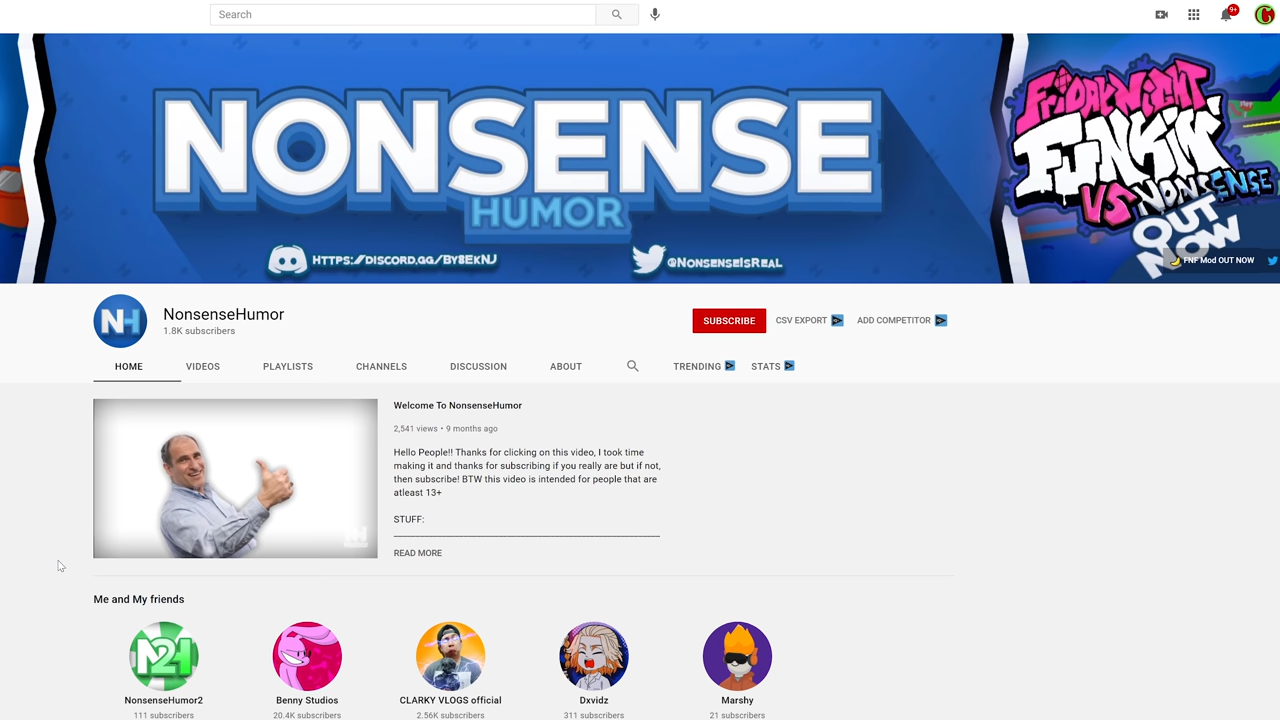 Search
9+
NONSENSE
HUMOR
HTTPS://DISCORD.GG/BY8EKNJ
@NONSENSEISREAL
FRiDAY NIGHT
FUNKIN'
VS NONSENSE
OUT
NOW
FNF Mod OUT NOW
NH
NonsenseHumor
1.8K subscribers
SUBSCRIBE
CSV EXPORT
ADD COMPETITOR
HOME
VIDEOS
PLAYLISTS
CHANNELS
DISCUSSION
ABOUT
TRENDING
STATS
Welcome To NonsenseHumor
2,541 views • 9 months ago
Hello People!! Thanks for clicking on this video, I took time
making it and thanks for subscribing if you really are but if not,
then subscribe! BTW this video is intended for people that are
atleast 13+
STUFF:
READ MORE
NH
Me and My friends
N2H
NonsenseHumor2
111 subscribers
Benny Studios
20.4K subscribers
CLARKY VLOGS official
2.56K subscribers
Dxvidz
311 subscribers
Marshy
21 subscribers